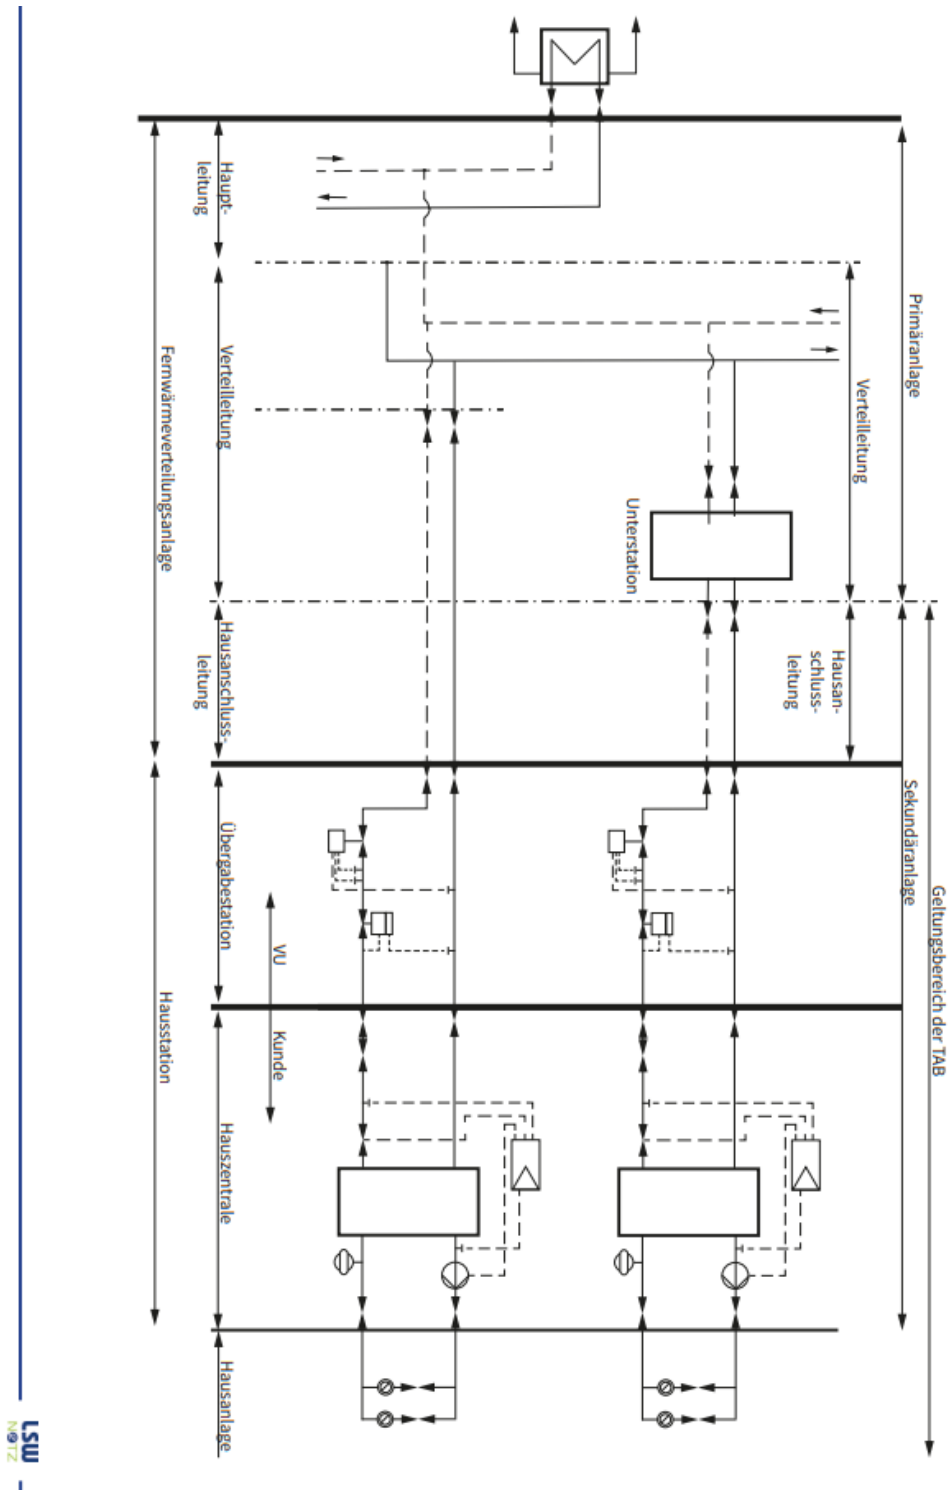 Haupt-
leitung
Verteilleitung
Fernwärmeverteilungsanlage
Hausanschluss-
leitung
Primäranlage
Verteilleitung
Unterstation
Hausan-
schluss-
leitung
Sekundäranlage
Geltungsbereich der TAB
Übergabestation
VU
Kunde
Hausstation
Hauszentrale
Hausanlage
LSW
NETZ